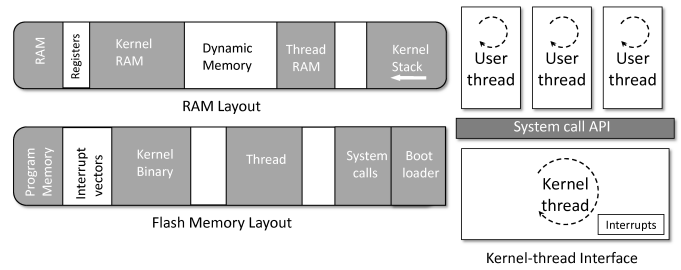 RAM
Registers
Kernel
RAM
Dynamic
Memory
Thread
RAM
Kernel
Stack
RAM Layout
Program
Memory
Interrupt
vectors
Kernel
Binary
Thread
System
calls
Boot
loader
Flash Memory Layout
User
thread
User
thread
User
thread
System call API
Kernel
thread
Interrupts
Kernel-thread Interface